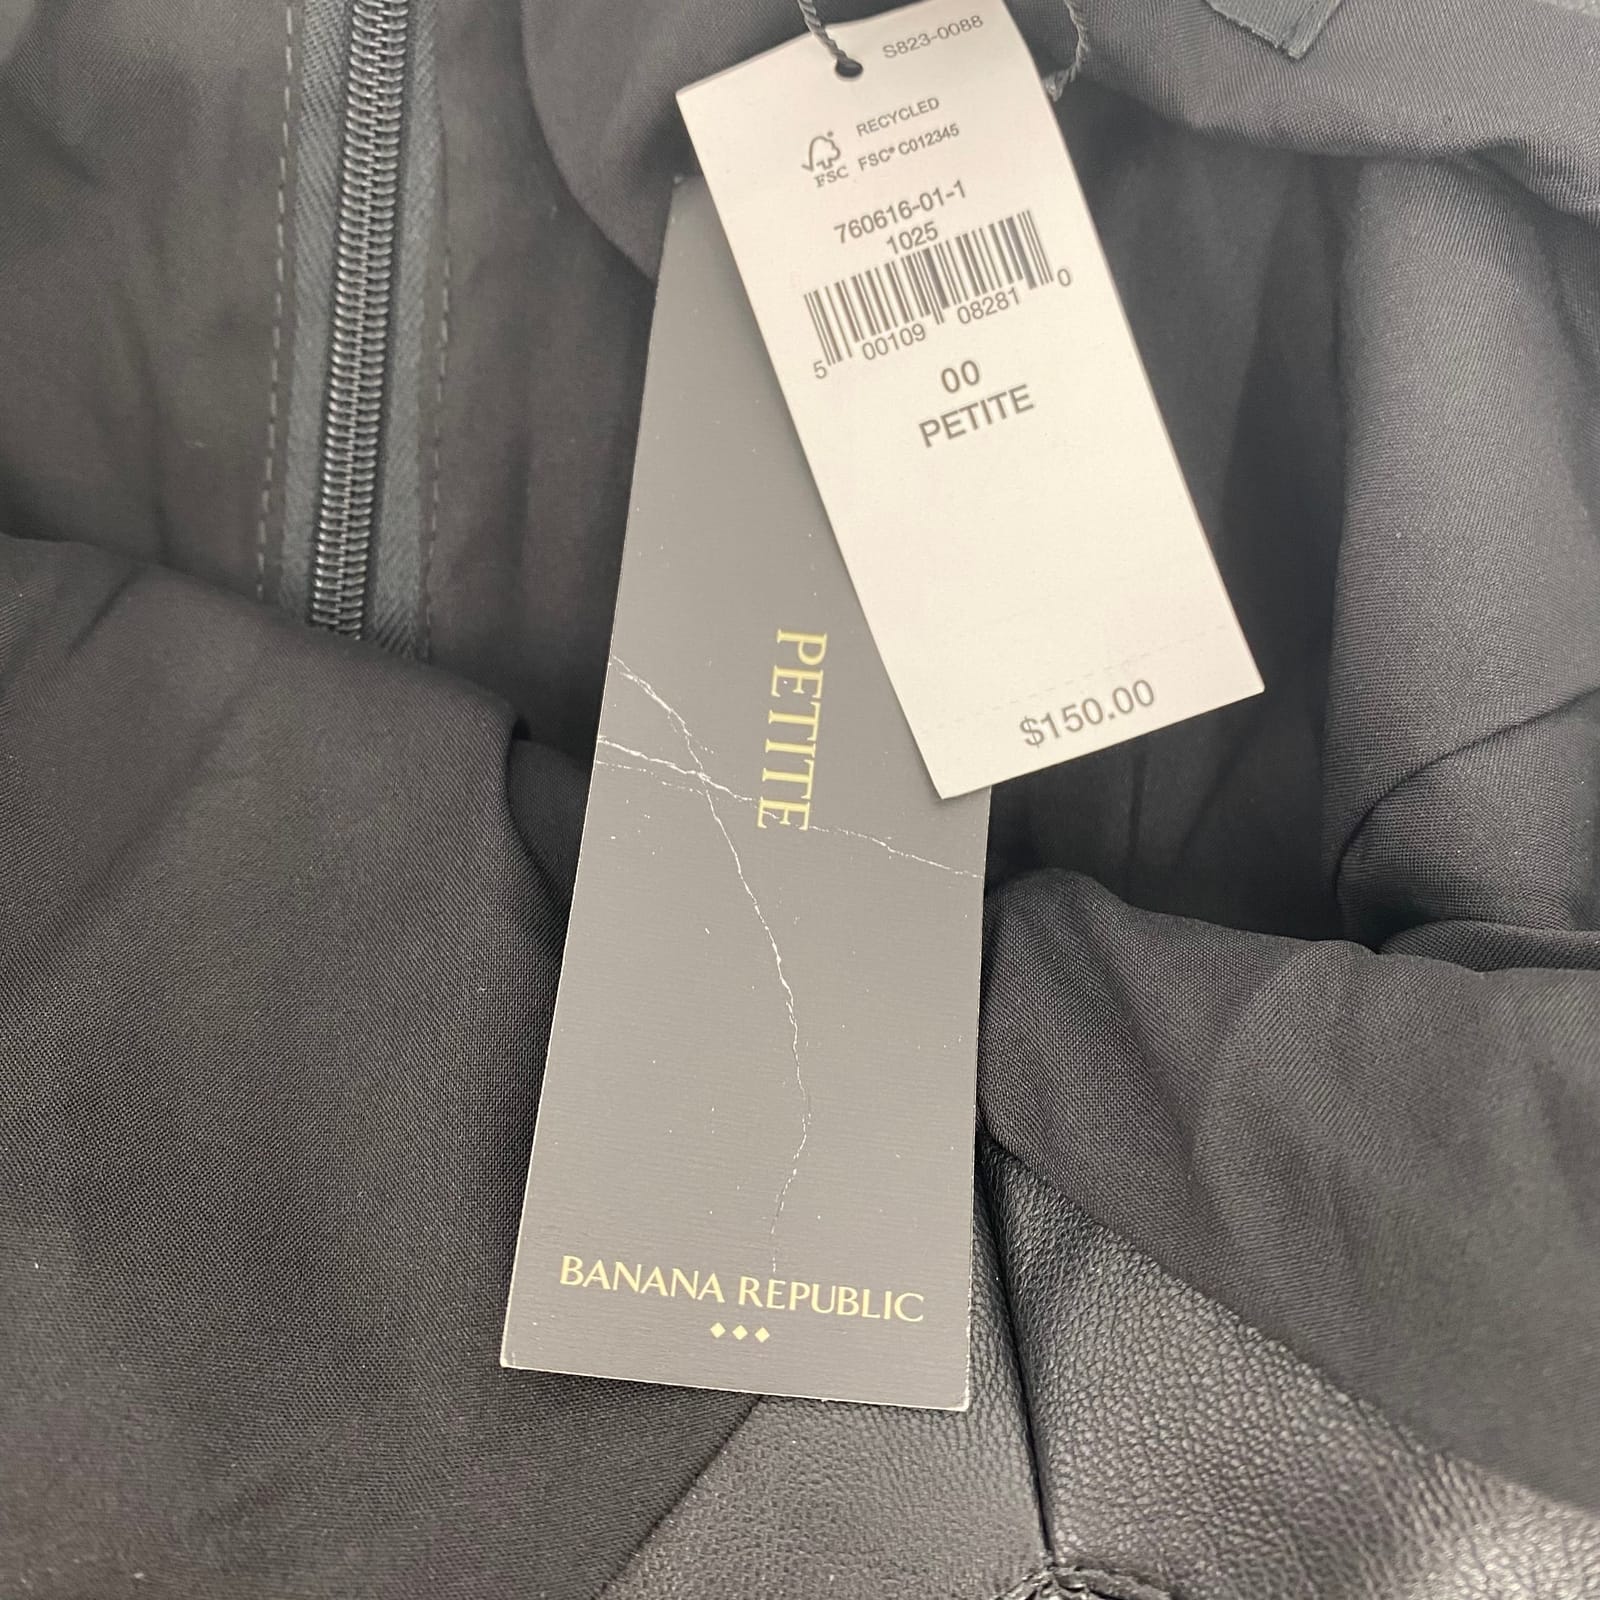 S823-0088
RECYCLED
FSC
FSC® C012345
760616-01-1
1025
5 00109 08281 0
00
PETITE
$150.00
PETITE
BANANA REPUBLIC